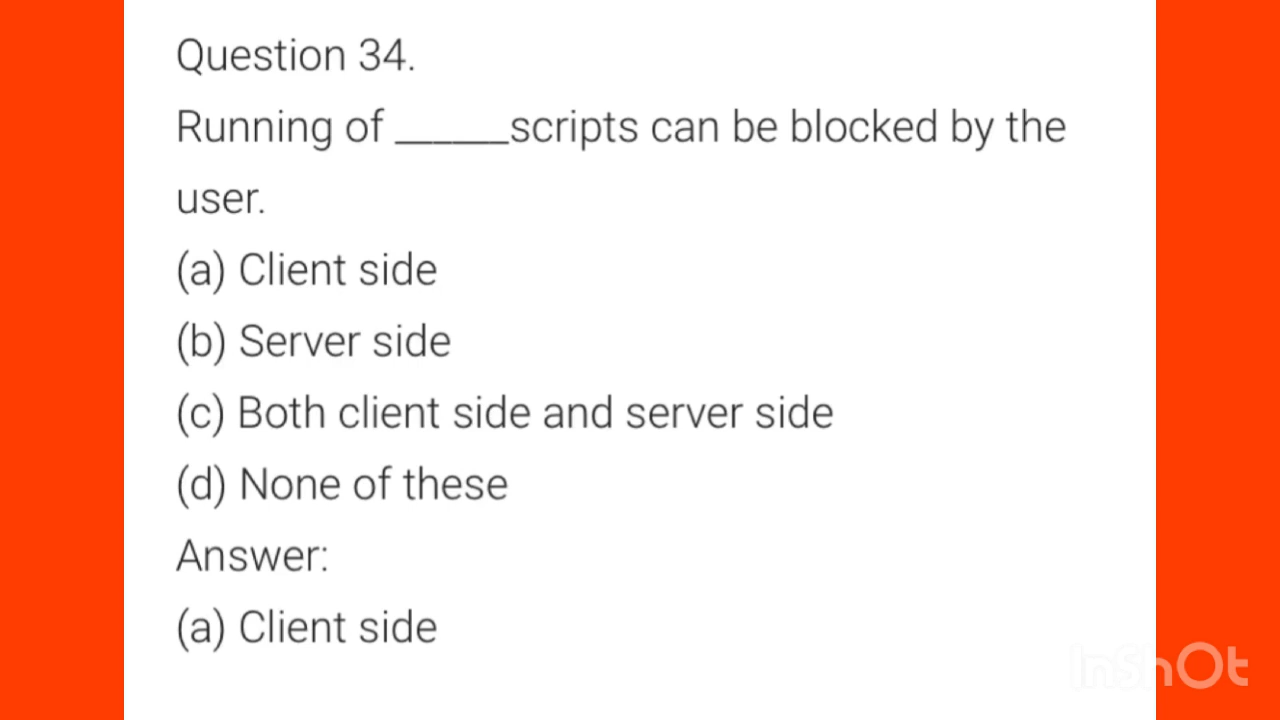 Question 34.
Running of ______scripts can be blocked by the
user.
(a) Client side
(b) Server side
(c) Both client side and server side
(d) None of these
Answer:
(a) Client side
InShOt